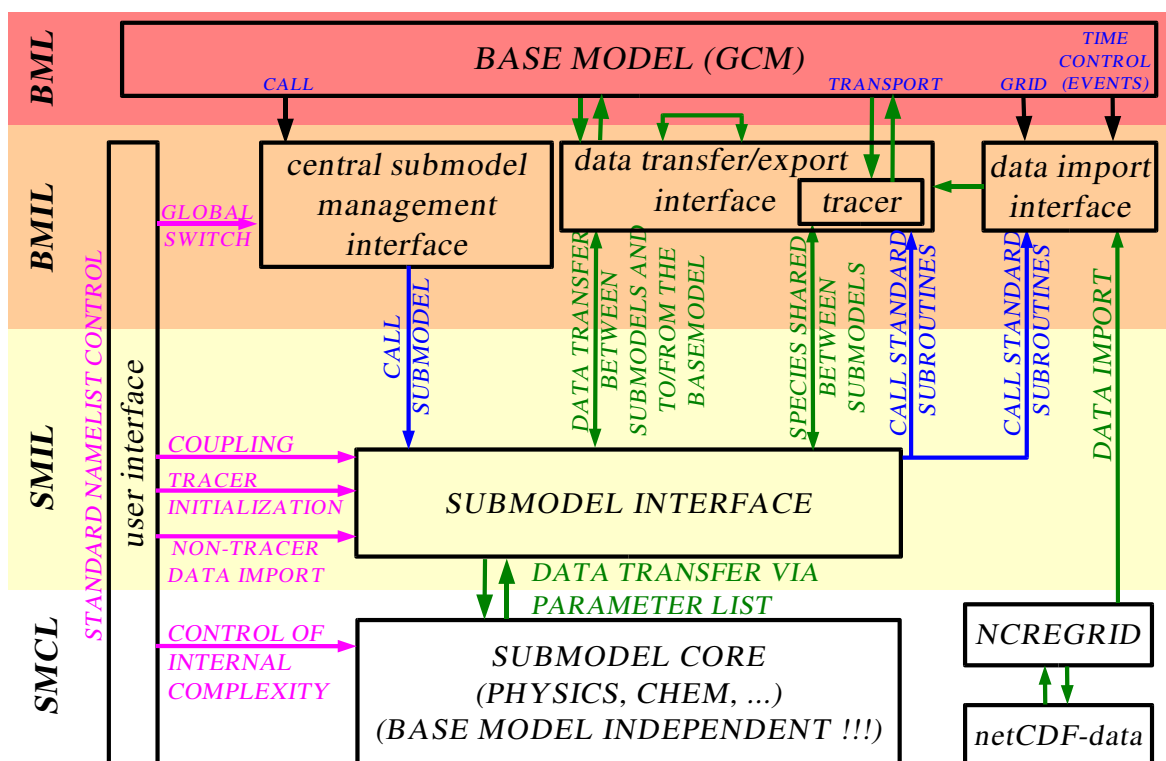 BML
BASE MODEL (GCM)
CALL
TRANSPORT
GRID
TIME
CONTROL
(EVENTS)
BMIL
central submodel
management
interface
data transfer/export
interface
tracer
data import
interface
GLOBAL
SWITCH
STANDARD NAMELIST CONTROL
user interface
CALL
SUBMODEL
DATA TRANSFER
BETWEEN
SUBMODELS AND
TO/FROM THE
BASEMODEL
SPECIES SHARED
BETWEEN
SUBMODELS
CALL STANDARD
SUBROUTINES
CALL STANDARD
SUBROUTINES
DATA IMPORT
SMIL
COUPLING
TRACER
INITIALIZATION
NON-TRACER
DATA IMPORT
SUBMODEL INTERFACE
DATA TRANSFER VIA
PARAMETER LIST
SMCL
CONTROL OF
INTERNAL
COMPLEXITY
SUBMODEL CORE
(PHYSICS, CHEM, ...)
(BASE MODEL INDEPENDENT !!!)
NCREGRID
netCDF-data